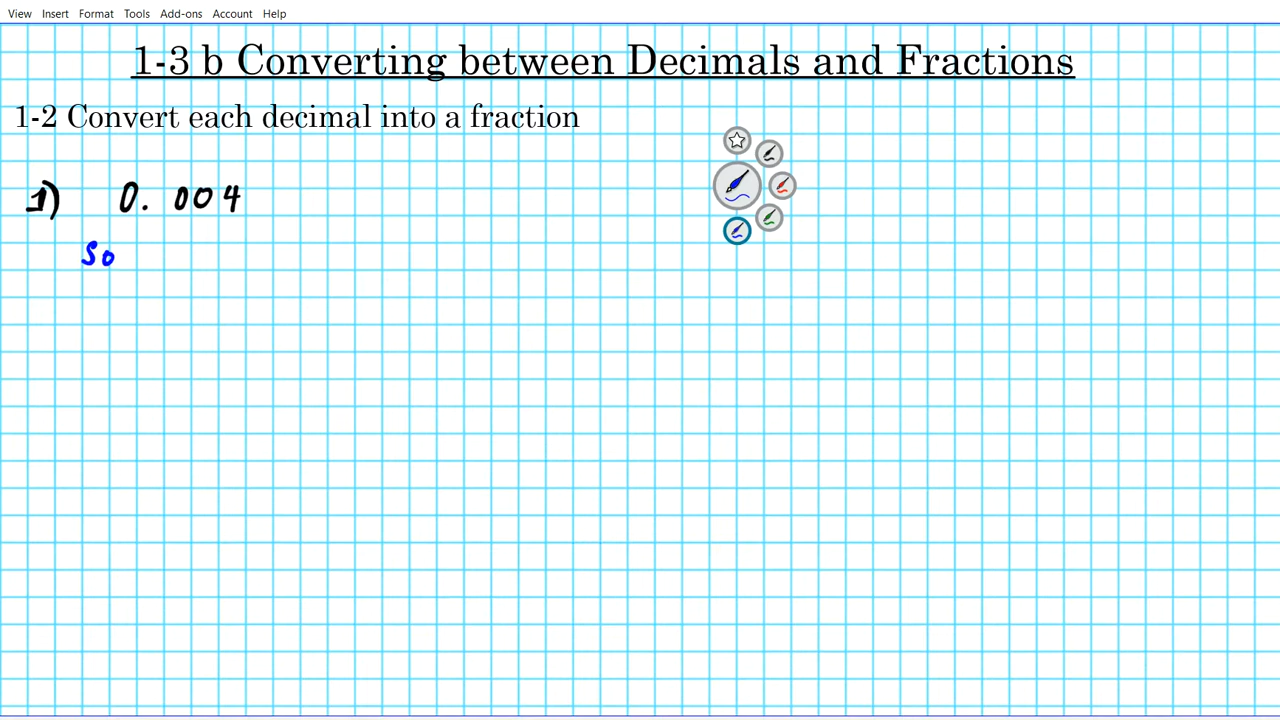 View Insert Format Tools Add-ons Account Help
1-3 b Converting between Decimals and Fractions
1-2 Convert each decimal into a fraction
1) 0.004
So